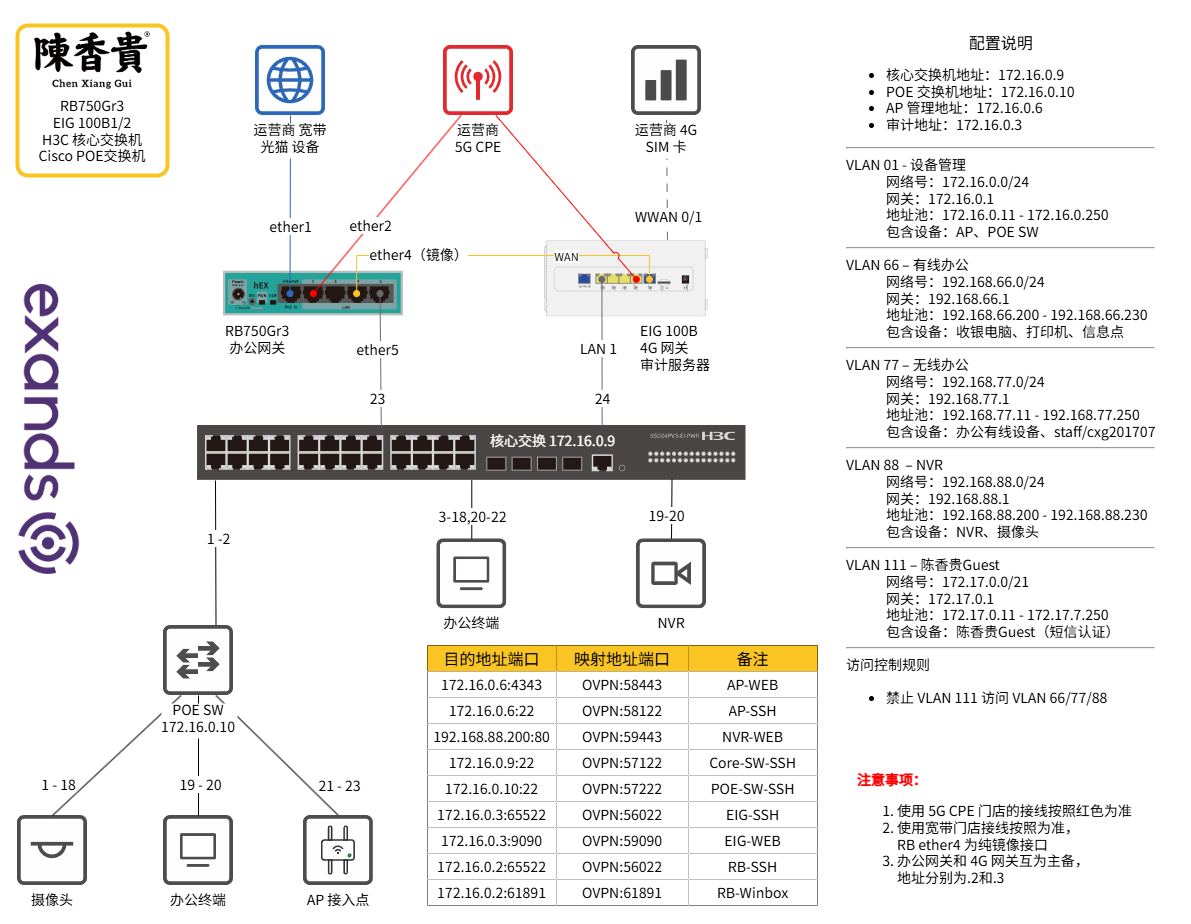 陳香貴®
Chen Xiang Gui
RB750Gr3
EIG 100B1/2
H3C 核心交换机
Cisco POE交换机
exands
运营商 宽带
光猫 设备
运营商
5G CPE
运营商 4G
SIM 卡
ether1
ether2
WWAN 0/1
ether4（镜像）
WAN
hEX
RB750Gr3
办公网关
ether5
LAN 1
EIG 100B
4G 网关
审计服务器
23
24
核心交换 172.16.0.9
S5024PV3-EI-PWR H3C
1 -2
3-18,20-22
19-20
办公终端
NVR
POE SW
172.16.0.10
1 - 18
19 - 20
21 - 23
摄像头
办公终端
AP 接入点
目的地址端口 映射地址端口 备注
172.16.0.6:4343 OVPN:58443 AP-WEB
172.16.0.6:22 OVPN:58122 AP-SSH
192.168.88.200:80 OVPN:59443 NVR-WEB
172.16.0.9:22 OVPN:57122 Core-SW-SSH
172.16.0.10:22 OVPN:57222 POE-SW-SSH
172.16.0.3:65522 OVPN:56022 EIG-SSH
172.16.0.3:9090 OVPN:59090 EIG-WEB
172.16.0.2:65522 OVPN:56022 RB-SSH
172.16.0.2:61891 OVPN:61891 RB-Winbox
配置说明
• 核心交换机地址：172.16.0.9
• POE 交换机地址：172.16.0.10
• AP 管理地址：172.16.0.6
• 审计地址：172.16.0.3
VLAN 01 - 设备管理
网络号：172.16.0.0/24
网关：172.16.0.1
地址池：172.16.0.11 - 172.16.0.250
包含设备：AP、POE SW
VLAN 66 – 有线办公
网络号：192.168.66.0/24
网关：192.168.66.1
地址池：192.168.66.200 - 192.168.66.230
包含设备：收银电脑、打印机、信息点
VLAN 77 – 无线办公
网络号：192.168.77.0/24
网关：192.168.77.1
地址池：192.168.77.11 - 192.168.77.250
包含设备：办公有线设备、staff/cxg201707
VLAN 88 – NVR
网络号：192.168.88.0/24
网关：192.168.88.1
地址池：192.168.88.200 - 192.168.88.230
包含设备：NVR、摄像头
VLAN 111 – 陈香贵Guest
网络号：172.17.0.0/21
网关：172.17.0.1
地址池：172.17.0.11 - 172.17.7.250
包含设备：陈香贵Guest（短信认证）
访问控制规则
• 禁止 VLAN 111 访问 VLAN 66/77/88
注意事项：
1. 使用 5G CPE 门店的接线按照红色为准
2. 使用宽带门店接线按照为准，
RB ether4 为纯镜像接口
3. 办公网关和 4G 网关互为主备，
地址分别为.2和.3